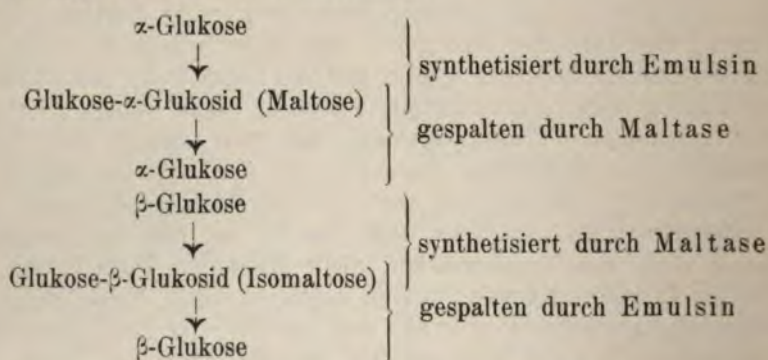 α-Glukose
synthetisiert durch Emulsin
Glukose-α-Glukosid (Maltose)
gespalten durch Maltase
α-Glukose
β-Glukose
synthetisiert durch Maltase
Glukose-β-Glukosid (Isomaltose)
gespalten durch Emulsin
β-Glukose